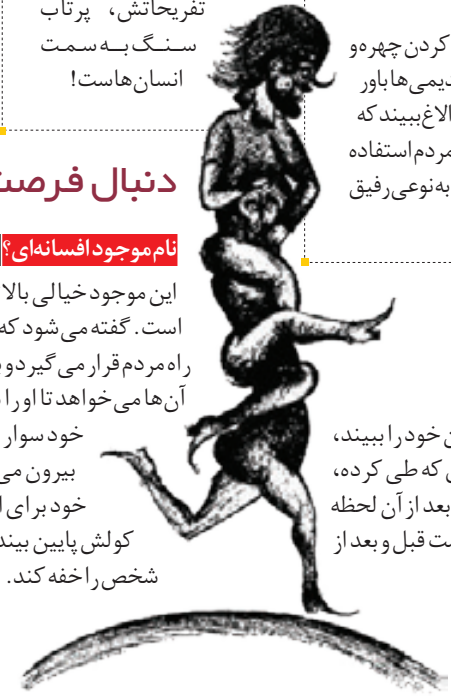 کردن چهره و
دیمی‌ها باور
الاغ ببیند که
مردم استفاده
به نوعی رفیق
ن خود را ببیند،
ی که طی کرده،
بعد از آن لحظه
ت قبل و بعد از
تفریحاتش، پرتاب
سنگ به سمت
انسان‌هاست!
دنبال فرصت
نام موجود افسانه‌ای؟
این موجود خیالی بالا
است. گفته می‌شود که
راه مردم قرار می‌گیرد و
آن‌ها می‌خواهد تا او را
خود سوار
بیرون می
خود برای ا
کولش پایین بیند
شخص را خفه کند.